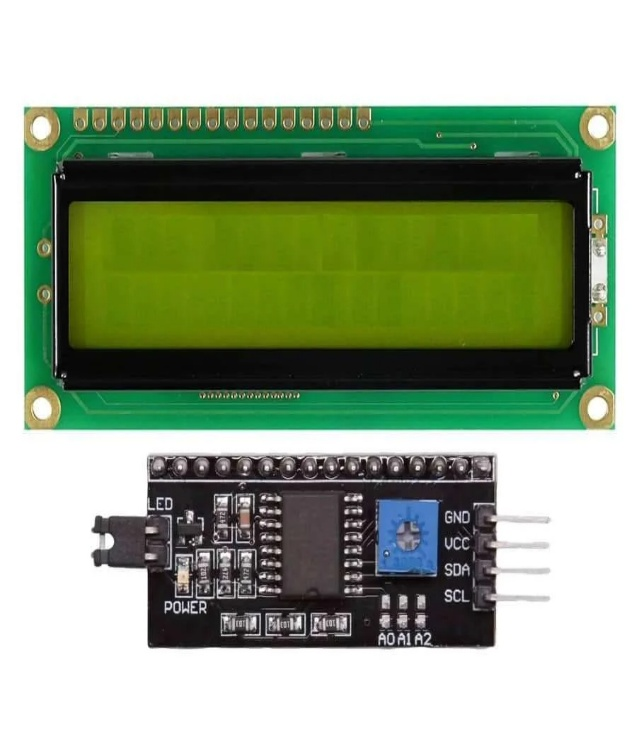 LED
GND
VCC
SDA
SCL
POWER
A0 A1 A2